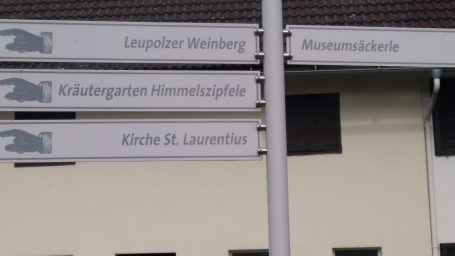 Leupolzer Weinberg
Museumsäckerle
Kräutergarten Himmelszipfele
Kirche St. Laurentius